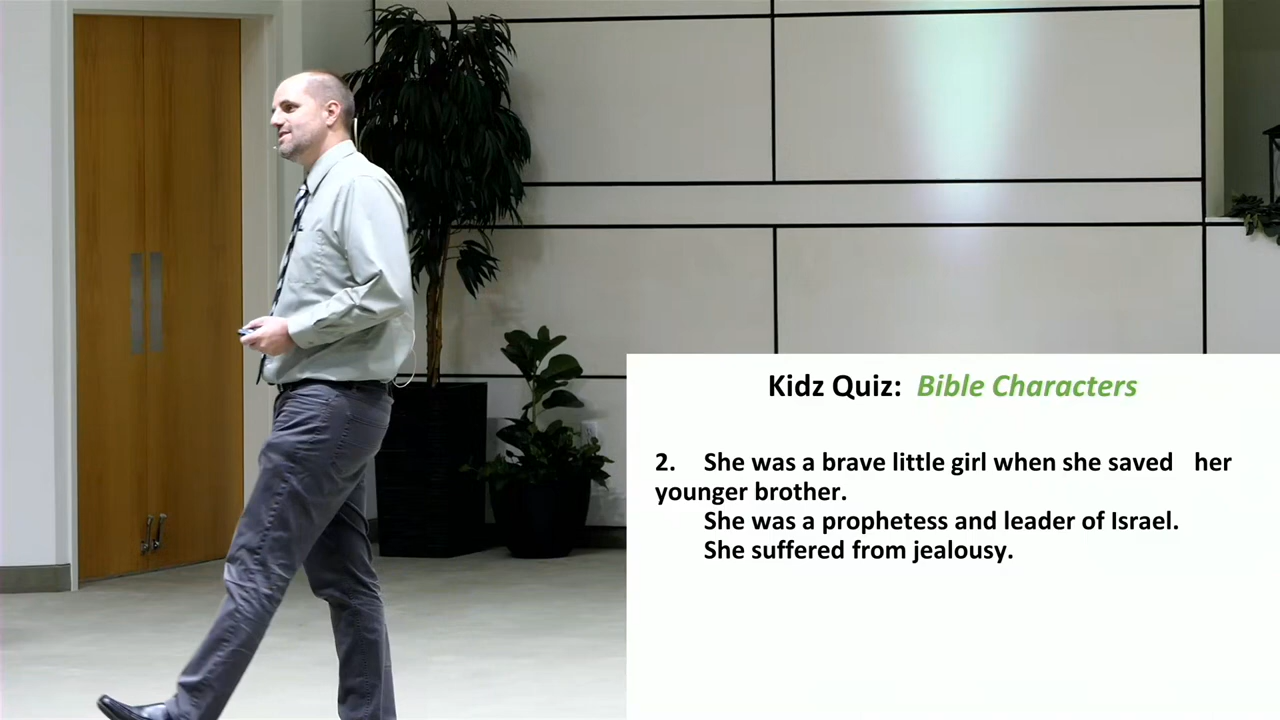 Kidz Quiz: Bible Characters
2. She was a brave little girl when she saved her
younger brother.
She was a prophetess and leader of Israel.
She suffered from jealousy.